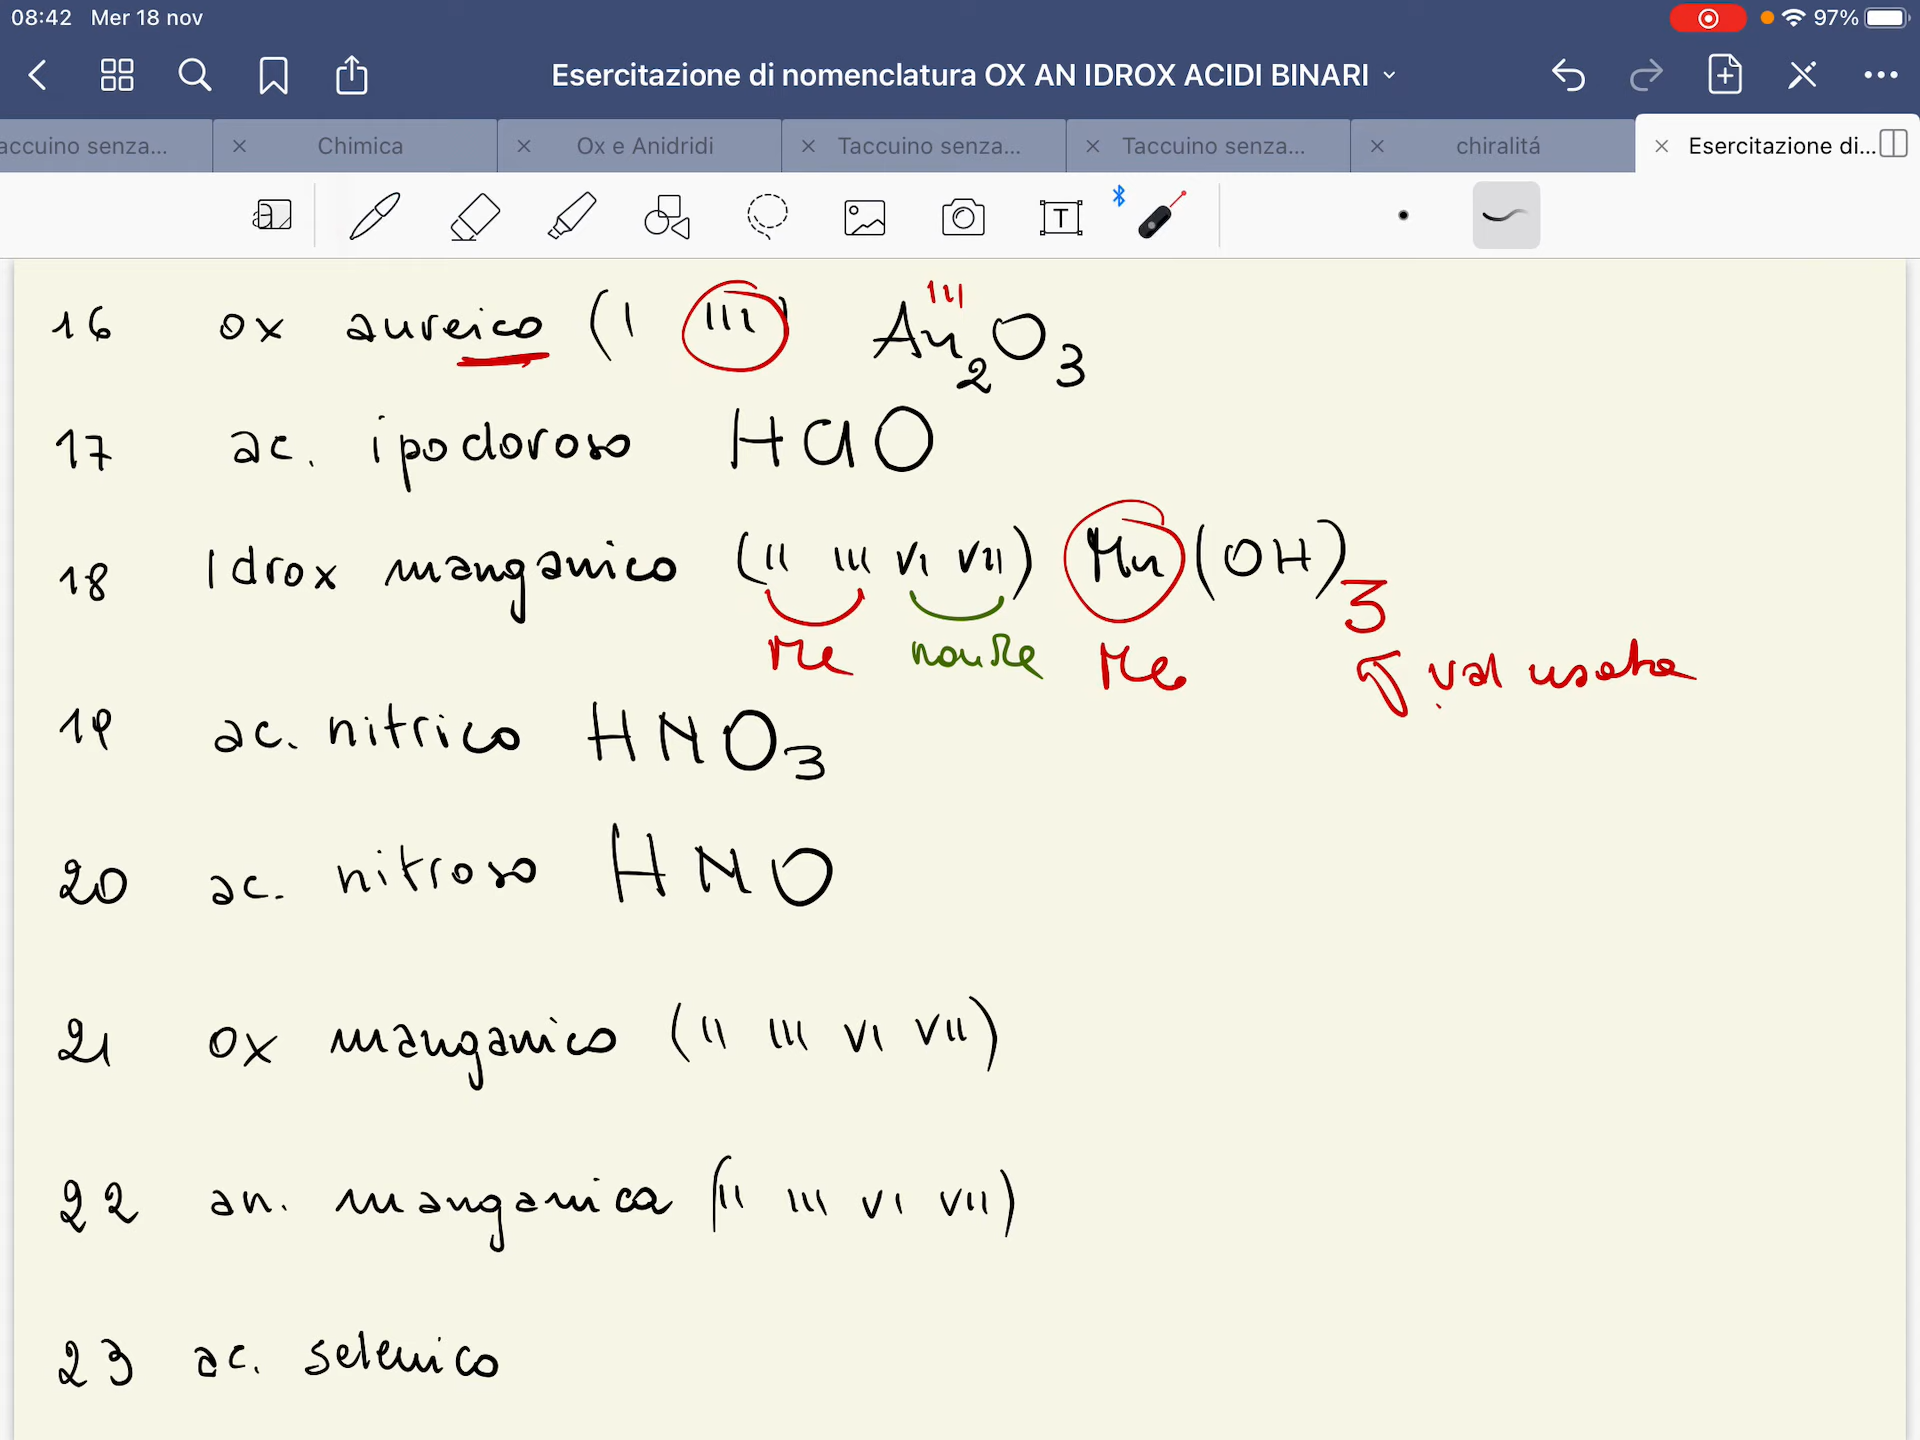 08:42 Mer 18 nov 97%
Esercitazione di nomenclatura OX AN IDROX ACIDI BINARI
accuino senza... Chimica Ox e Anidridi Taccuino senza... Taccuino senza... chiralitá Esercitazione di...
T
16 ox aureico (I III) Au₂O₃ III
17 ac. ipocloroso HClO
18 Idrox manganico (II III VI VII) Mn(OH)₃
Me non Me Me val usata
19 ac. nitrico HNO₃
20 ac. nitroso HNO
21 ox manganico (II III VI VII)
22 an. manganica (II III VI VII)
23 ac. selenico